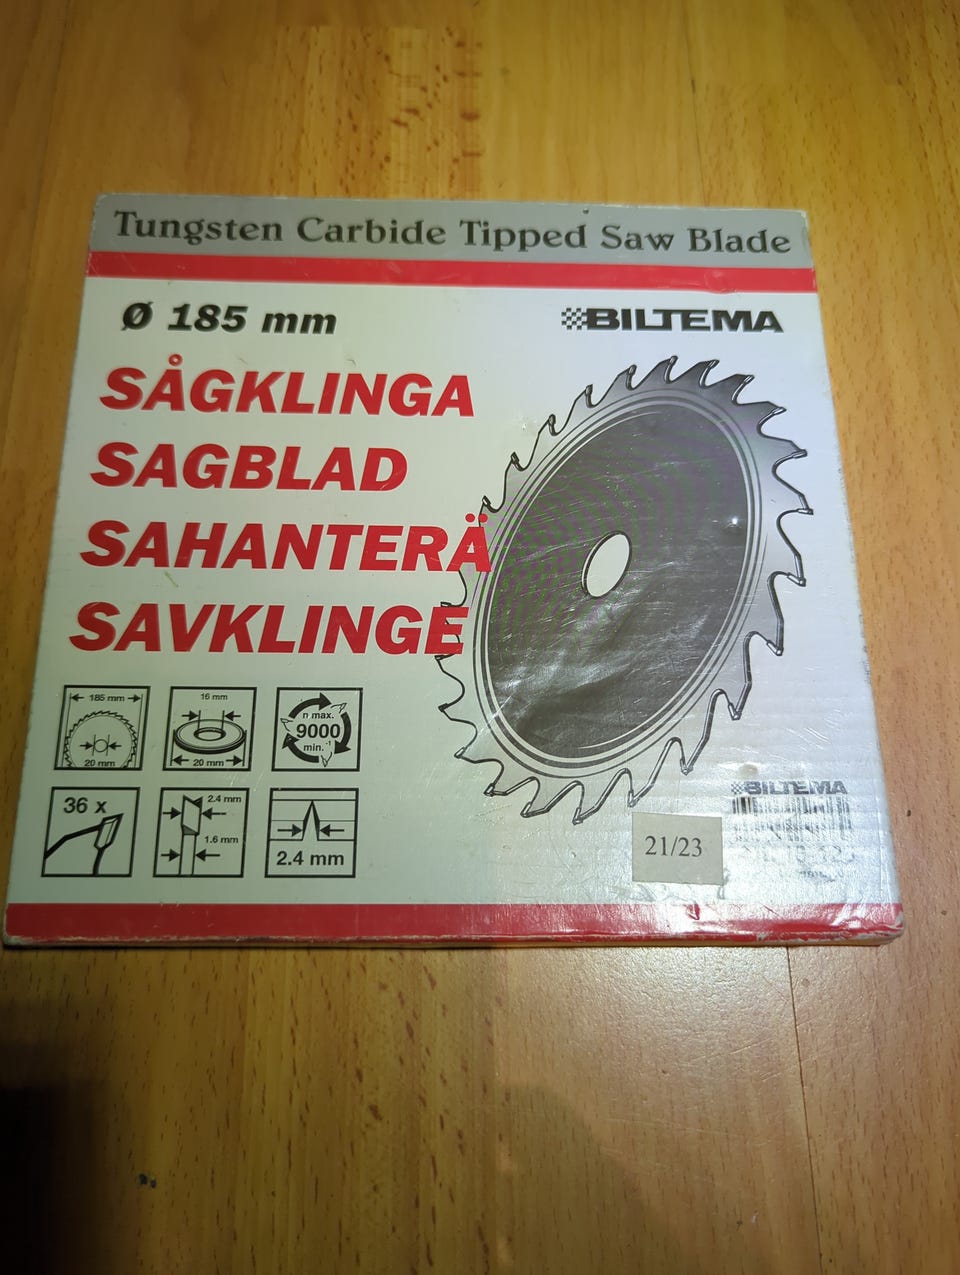 Tungsten Carbide Tipped Saw Blade
Ø 185 mm
BILTEMA
SÅGKLINGA
SAGBLAD
SAHANTERÄ
SAVKLINGE
185 mm
20 mm
16 mm
20 mm
n max.
9000
min.⁻¹
36 x
2.4 mm
1.6 mm
2.4 mm
BILTEMA
21/23